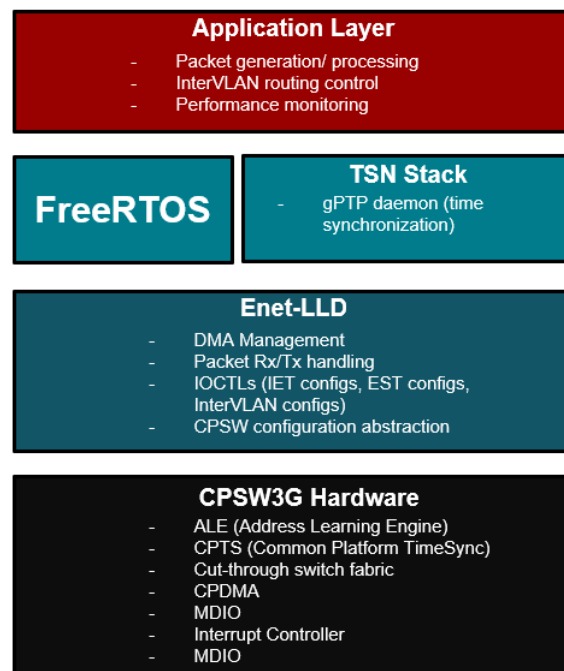 Application Layer
- Packet generation/ processing
- InterVLAN routing control
- Performance monitoring
FreeRTOS
TSN Stack
- gPTP daemon (time
synchronization)
Enet-LLD
- DMA Management
- Packet Rx/Tx handling
- IOCTLs (IET configs, EST configs,
InterVLAN configs)
- CPSW configuration abstraction
CPSW3G Hardware
- ALE (Address Learning Engine)
- CPTS (Common Platform TimeSync)
- Cut-through switch fabric
- CPDMA
- MDIO
- Interrupt Controller
- MDIO